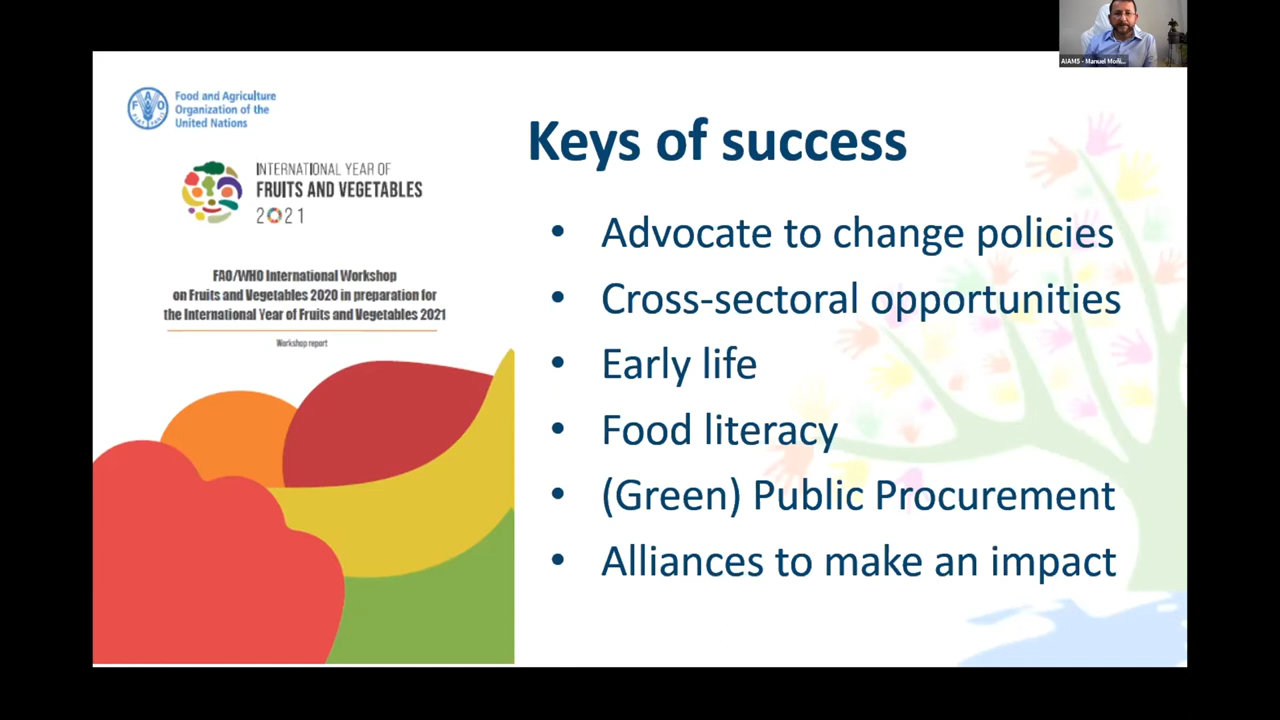 AIAM5 - Manuel Moñi...
Food and Agriculture
Organization of the
United Nations
INTERNATIONAL YEAR OF
FRUITS AND VEGETABLES
2021
FAO/WHO International Workshop
on Fruits and Vegetables 2020 in preparation for
the International Year of Fruits and Vegetables 2021
Workshop report
Keys of success
• Advocate to change policies
• Cross-sectoral opportunities
• Early life
• Food literacy
• (Green) Public Procurement
• Alliances to make an impact